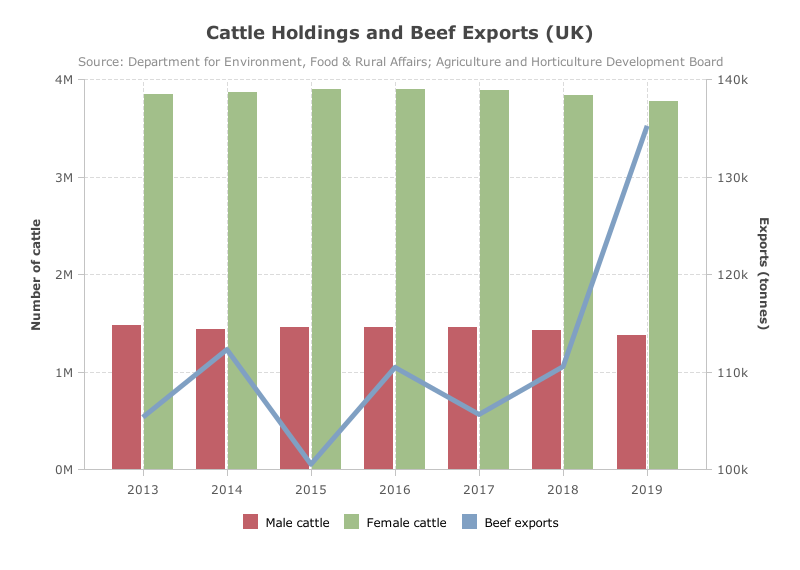 Cattle Holdings and Beef Exports (UK)
Source: Department for Environment, Food & Rural Affairs; Agriculture and Horticulture Development Board
4M
3M
2M
1M
0M
Number of cattle
140k
130k
120k
110k
100k
Exports (tonnes)
2013 2014 2015 2016 2017 2018 2019
Male cattle Female cattle Beef exports